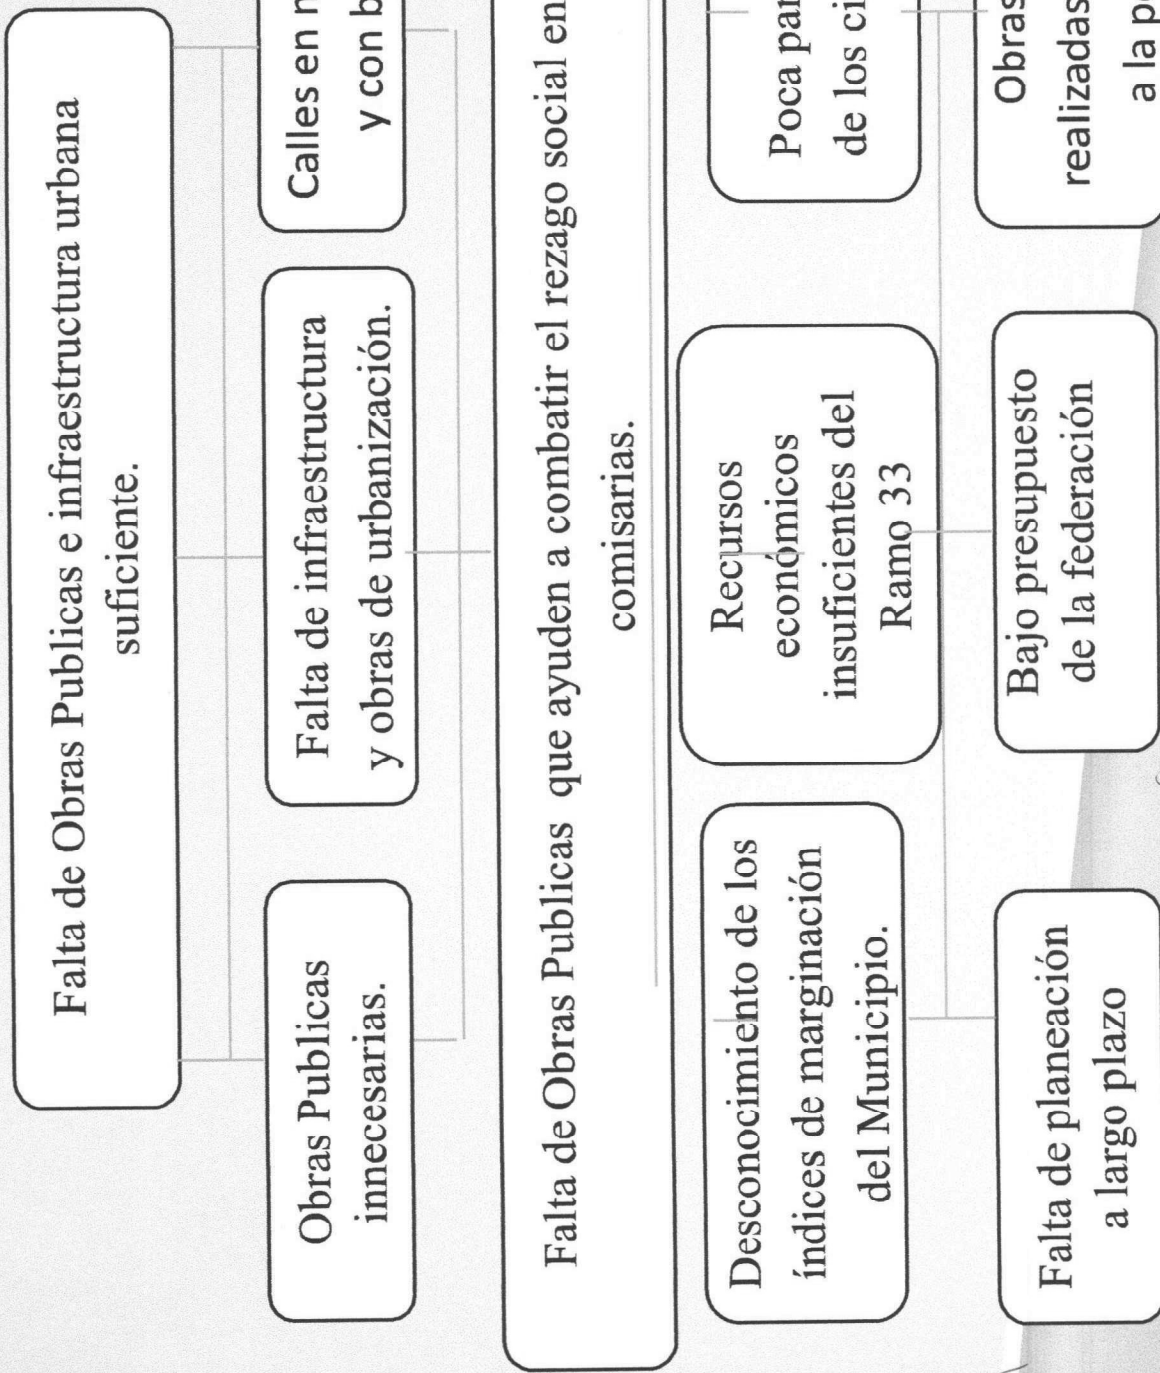 Falta de Obras Publicas e infraestructura urbana
suficiente.
Obras Publicas
innecesarias.
Falta de infraestructura
y obras de urbanización.
Calles en
y con
Falta de Obras Publicas que ayuden a combatir el rezago social en
comisarias.
Desconocimiento de los
índices de marginación
del Municipio.
Recursos
económicos
insuficientes del
Ramo 33
Poca
de los
Falta de planeación
a largo plazo
Bajo presupuesto
de la federación
Obras
realizadas
a la